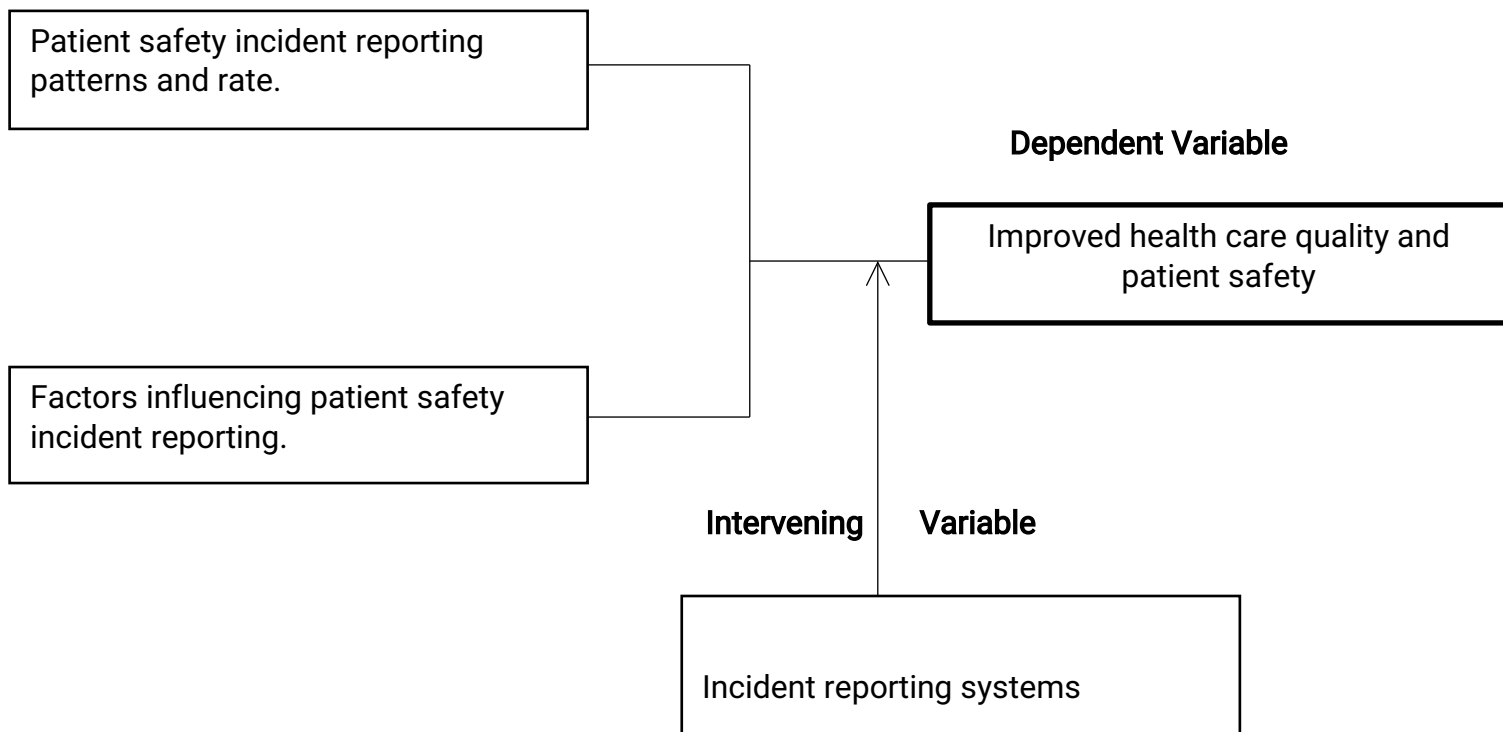 Patient safety incident reporting
patterns and rate.
Dependent Variable
Improved health care quality and
patient safety
Factors influencing patient safety
incident reporting.
Intervening Variable
Incident reporting systems